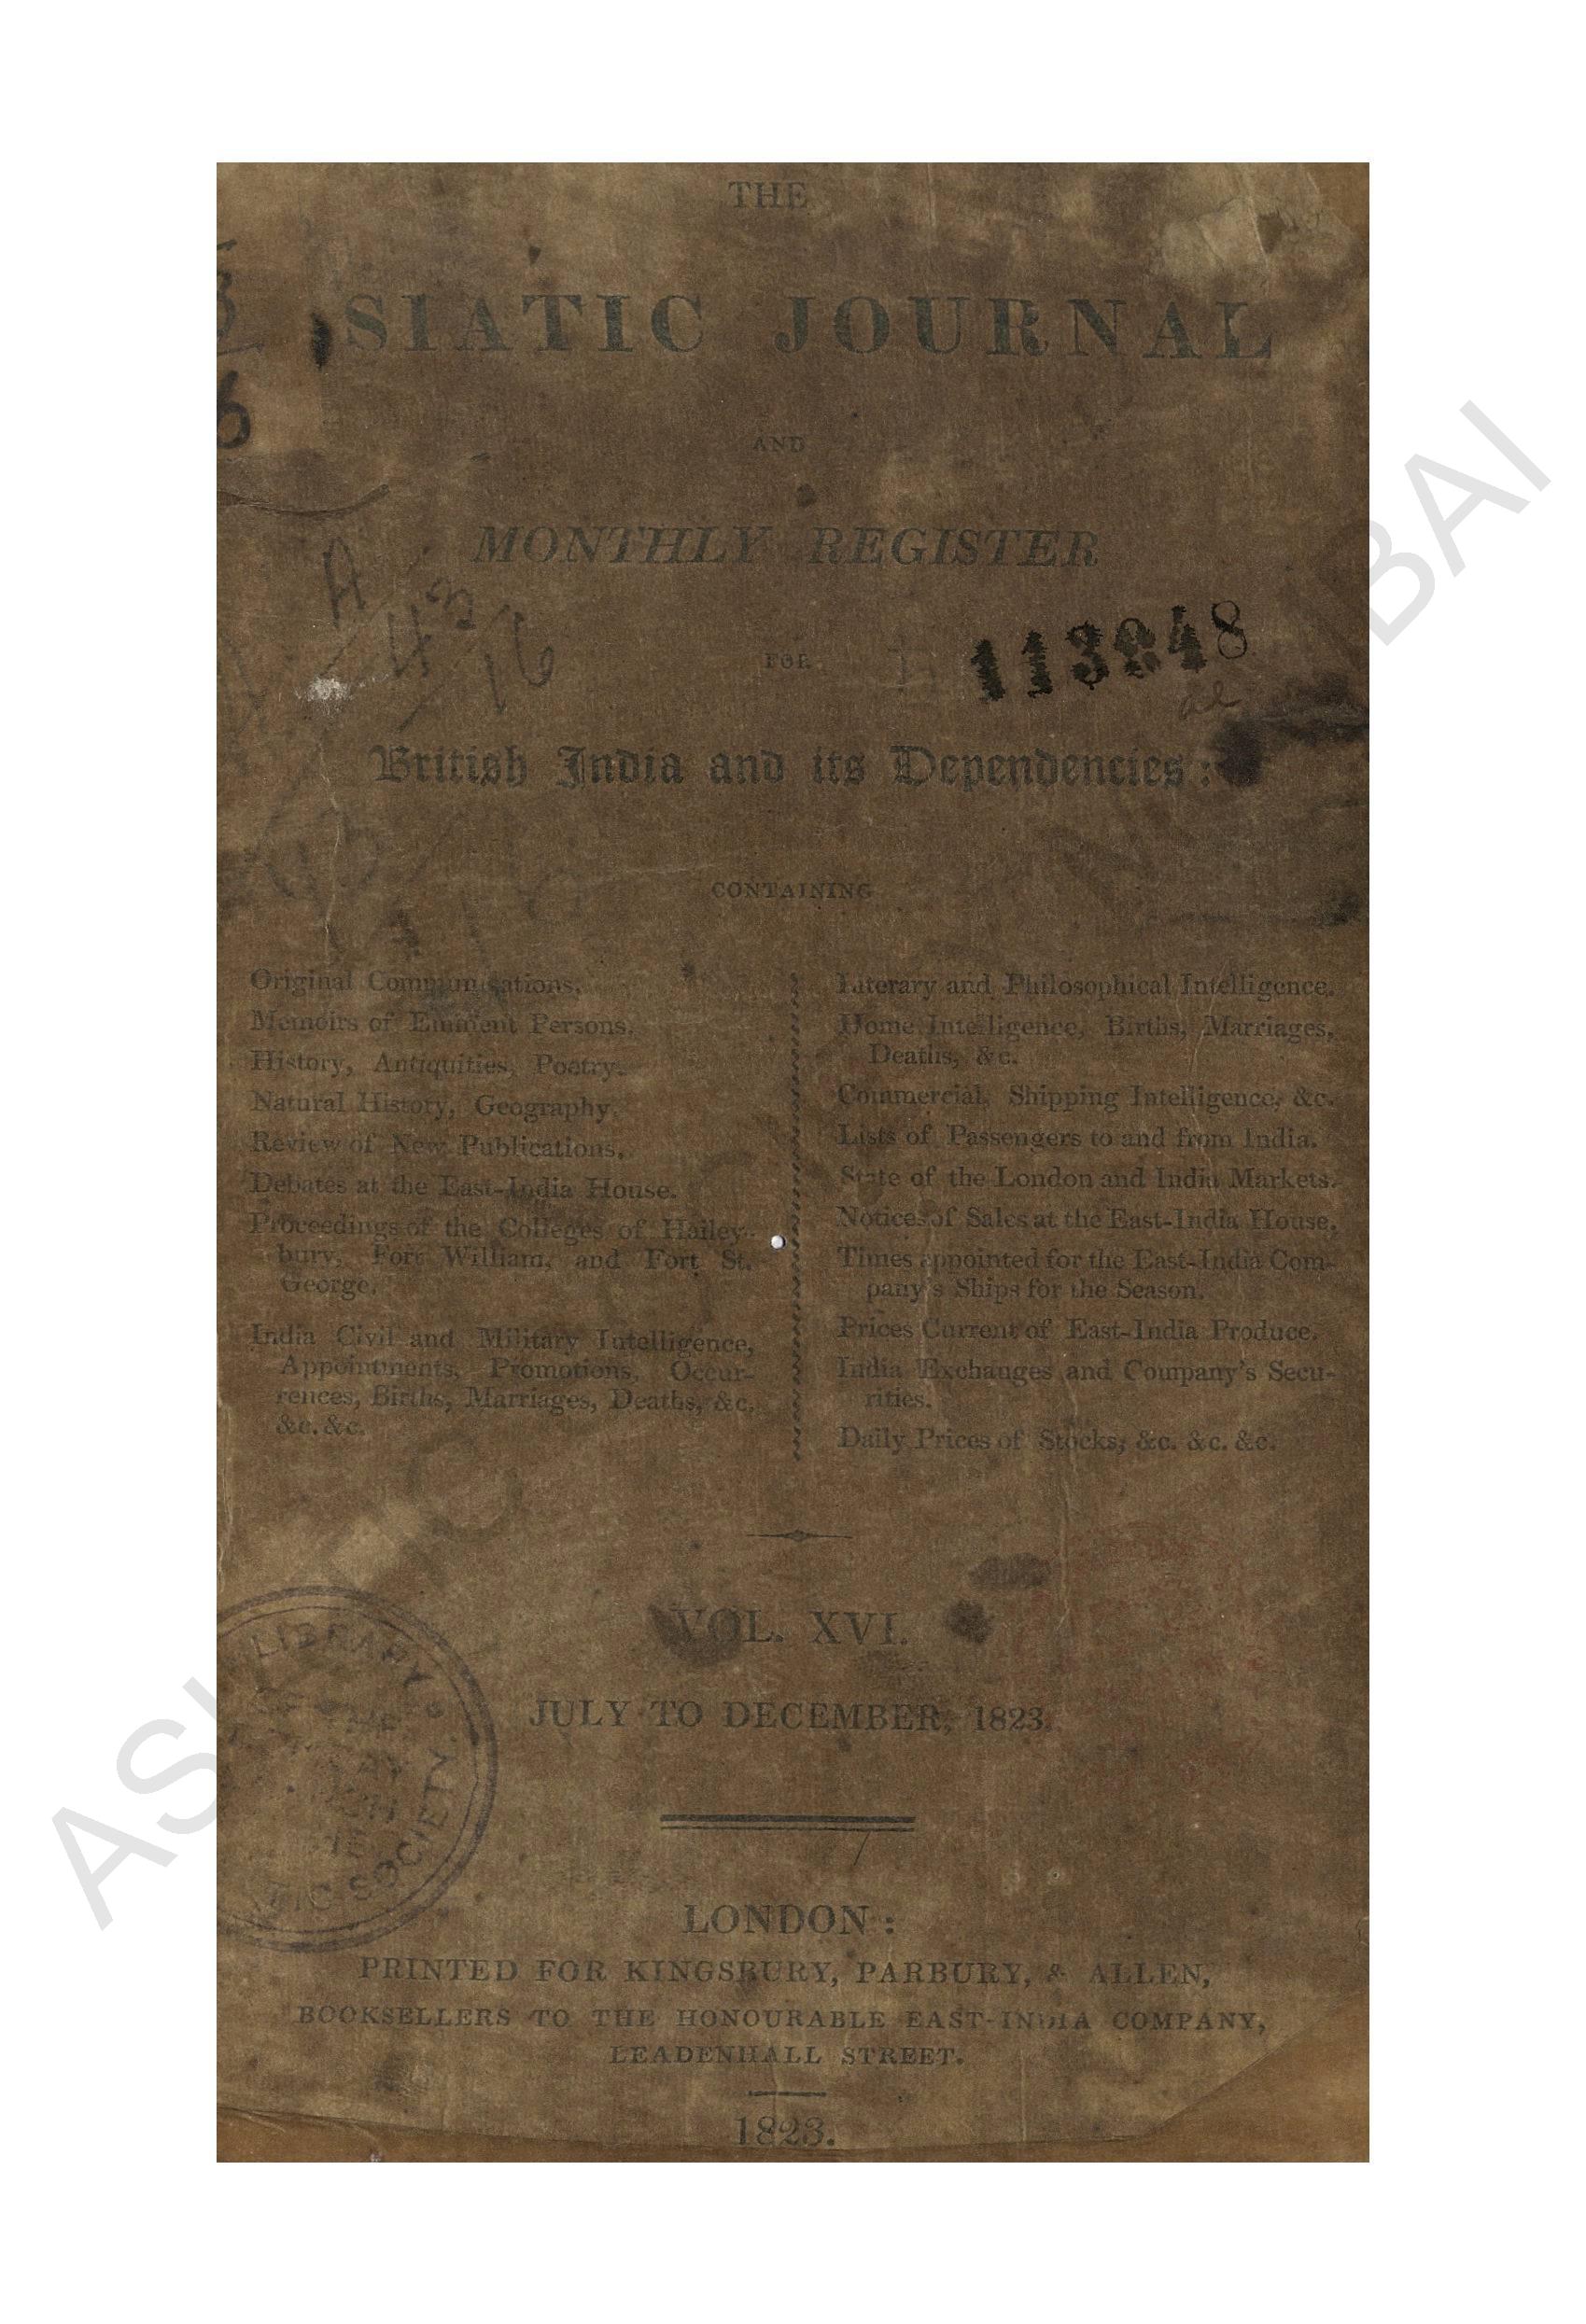 THE
SIATIC JOURNAL
AND
MONTHLY REGISTER
FOR
British India and its Dependencies:
CONTAINING
Original Communications.
Memoirs of Eminent Persons.
History, Antiquities, Poetry.
Natural History, Geography.
Review of New Publications.
Debates at the East-India House.
Proceedings of the Colleges of Hailey-
bury, Fort William, and Fort St.
George.
India Civil and Military Intelligence,
Appointments, Promotions, Occur-
rences, Births, Marriages, Deaths, &c.
&c. &c.
Literary and Philosophical Intelligence.
Home Intelligence, Births, Marriages,
Deaths, &c.
Commercial, Shipping Intelligence, &c.
Lists of Passengers to and from India.
State of the London and India Markets.
Notices of Sales at the East-India House.
Times appointed for the East-India Com-
pany's Ships for the Season.
Prices Current of East-India Produce.
India Exchanges and Company's Secu-
rities.
Daily Prices of Stocks, &c. &c. &c.
VOL. XVI.
JULY TO DECEMBER, 1823.
LIBRARY
SOCIETY
LONDON:
PRINTED FOR KINGSBURY, PARBURY, & ALLEN,
BOOKSELLERS TO THE HONOURABLE EAST-INDIA COMPANY,
LEADENHALL STREET.
1823.